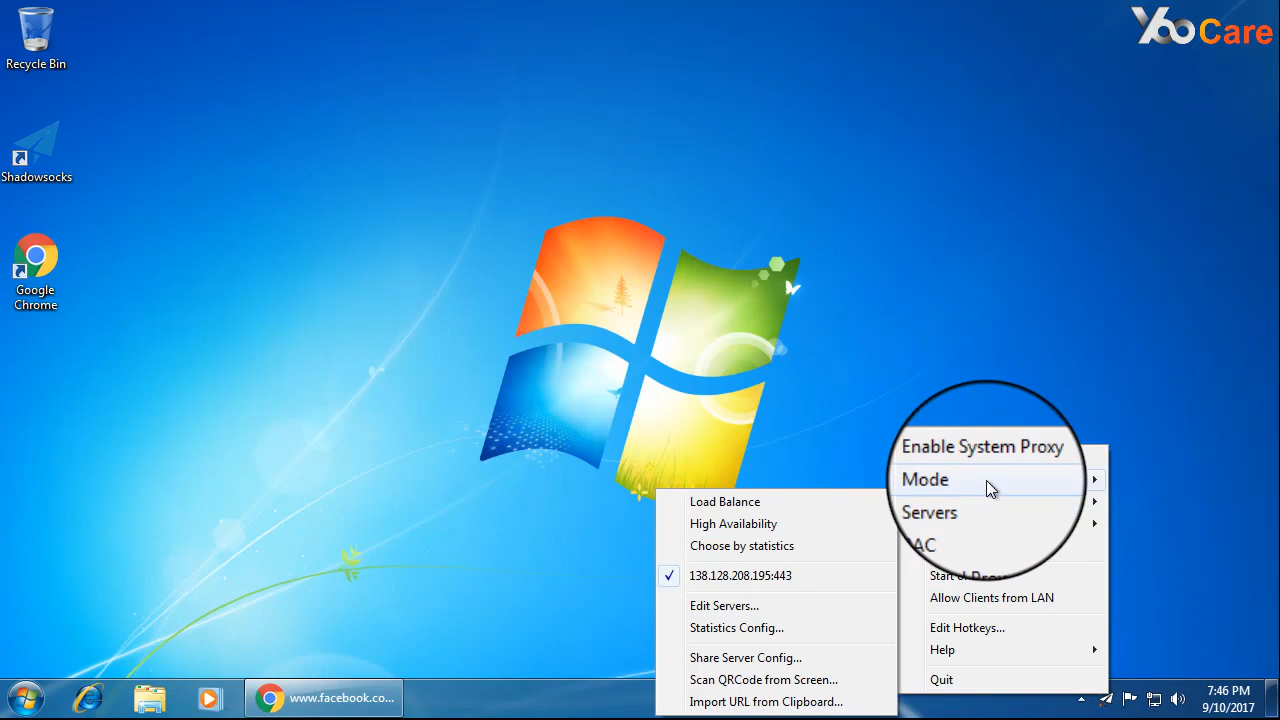 YooCare
Recycle Bin
Shadowsocks
Google
Chrome
Enable System Proxy
Mode
Servers
PAC
Allow Clients from LAN
Edit Hotkeys...
Help
Quit
Load Balance
High Availability
Choose by statistics
138.128.208.195:443
Edit Servers...
Statistics Config...
Share Server Config...
Scan QRCode from Screen...
Import URL from Clipboard...
www.facebook.co...
7:46 PM
9/10/2017